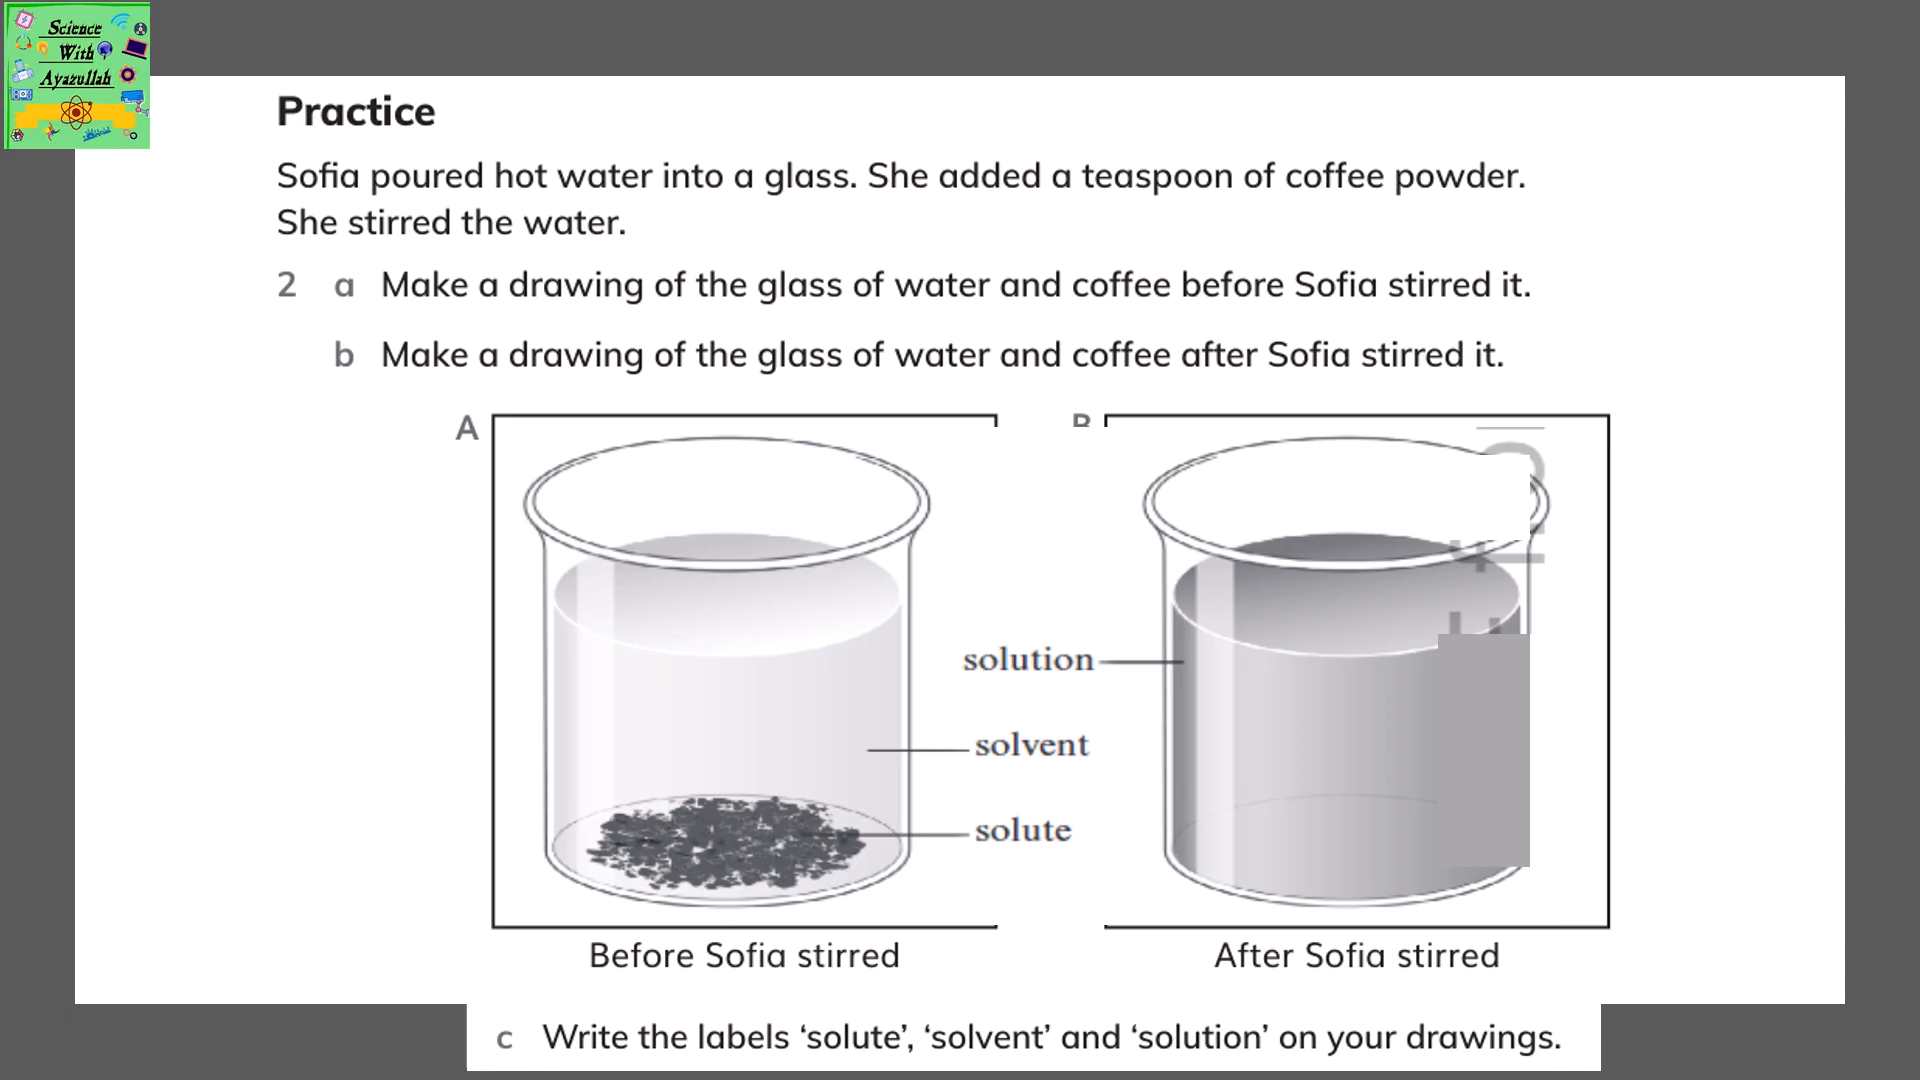 Science
With
Ayazullah
Practice
Sofia poured hot water into a glass. She added a teaspoon of coffee powder.
She stirred the water.
2 a Make a drawing of the glass of water and coffee before Sofia stirred it.
b Make a drawing of the glass of water and coffee after Sofia stirred it.
A B
solution
solvent
solute
Before Sofia stirred After Sofia stirred
c Write the labels ‘solute’, ‘solvent’ and ‘solution’ on your drawings.